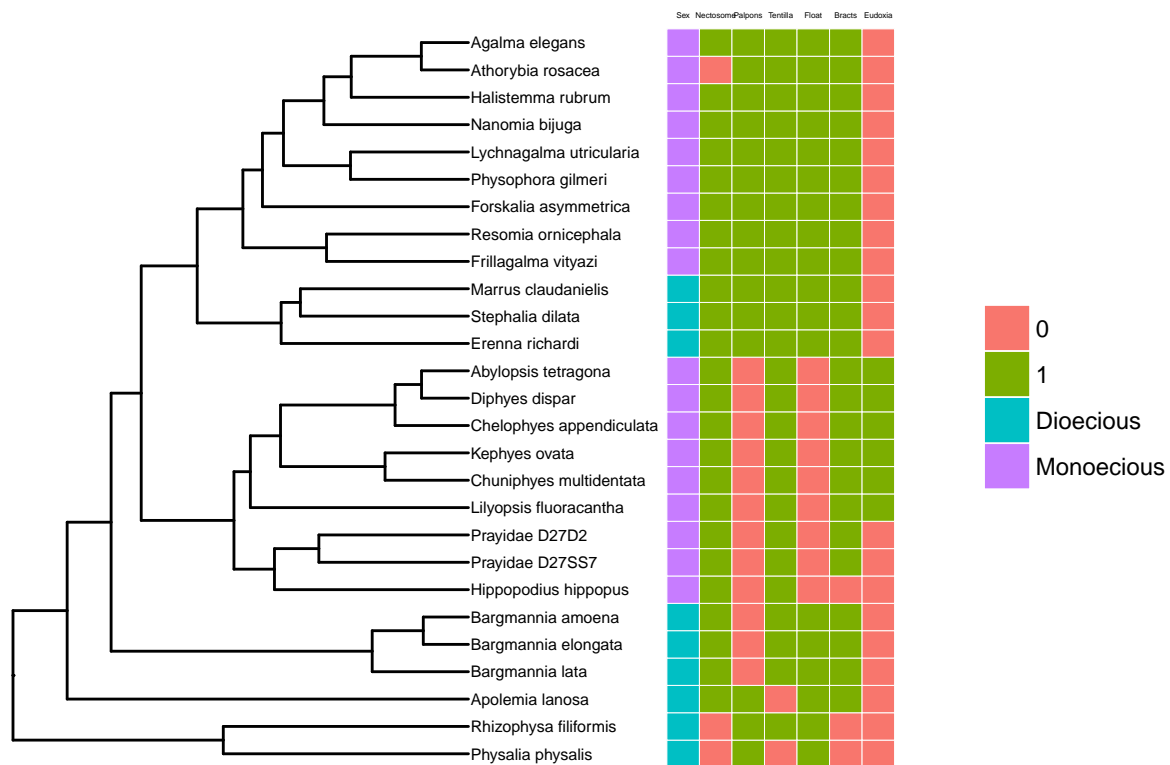 Sex Nectosome Palpons Tentilla Float Bracts Eudoxia
Agalma elegans
Athorybia rosacea
Halistemma rubrum
Nanomia bijuga
Lychnagalma utricularia
Physophora gilmeri
Forskalia asymmetrica
Resomia ornicephala
Frillagalma vityazi
Marrus claudanielis
Stephalia dilata
Erenna richardi
Abylopsis tetragona
Diphyes dispar
Chelophyes appendiculata
Kephyes ovata
Chuniphyes multidentata
Lilyopsis fluoracantha
Prayidae D27D2
Prayidae D27SS7
Hippopodius hippopus
Bargmannia amoena
Bargmannia elongata
Bargmannia lata
Apolemia lanosa
Rhizophysa filiformis
Physalia physalis
0
1
Dioecious
Monoecious